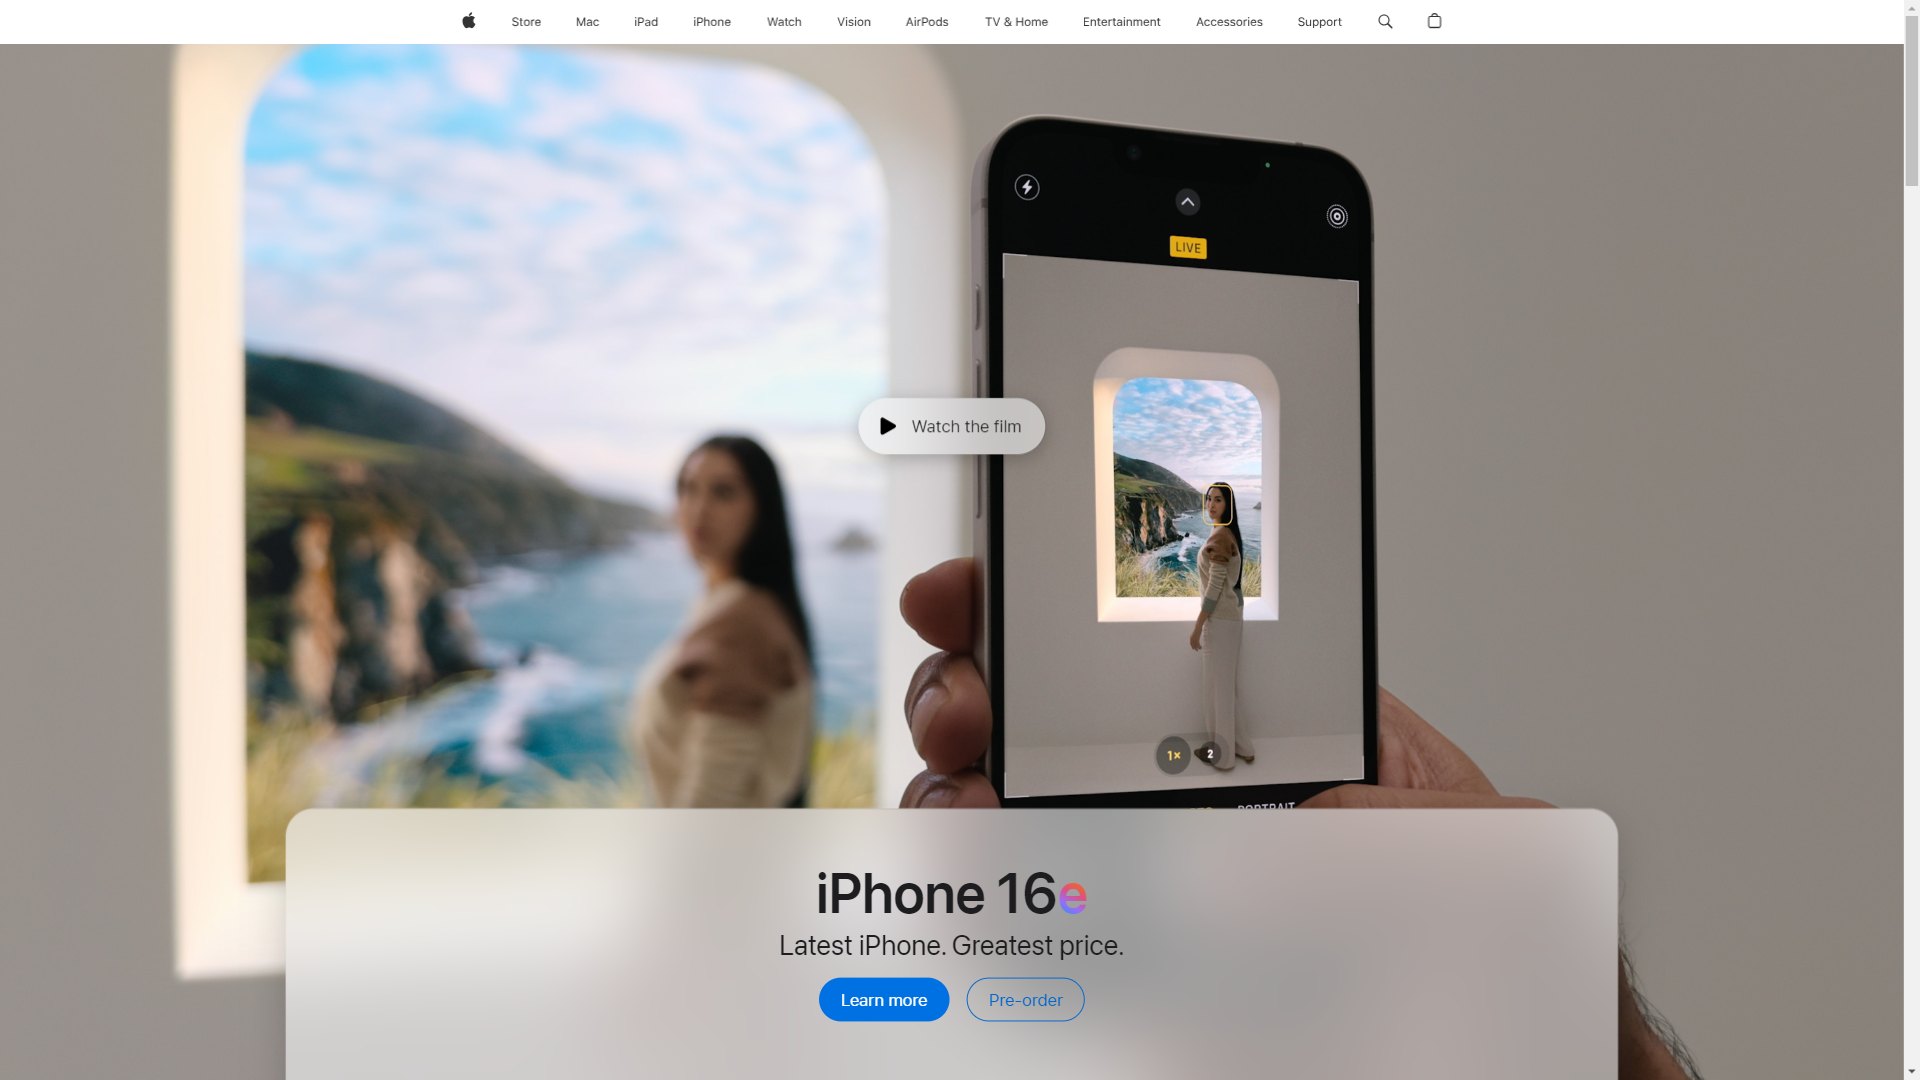 Store Mac iPad iPhone Watch Vision AirPods TV & Home Entertainment Accessories Support
LIVE
Watch the film
1× 2
PORTRAIT
iPhone 16e
Latest iPhone. Greatest price.
Learn more Pre-order